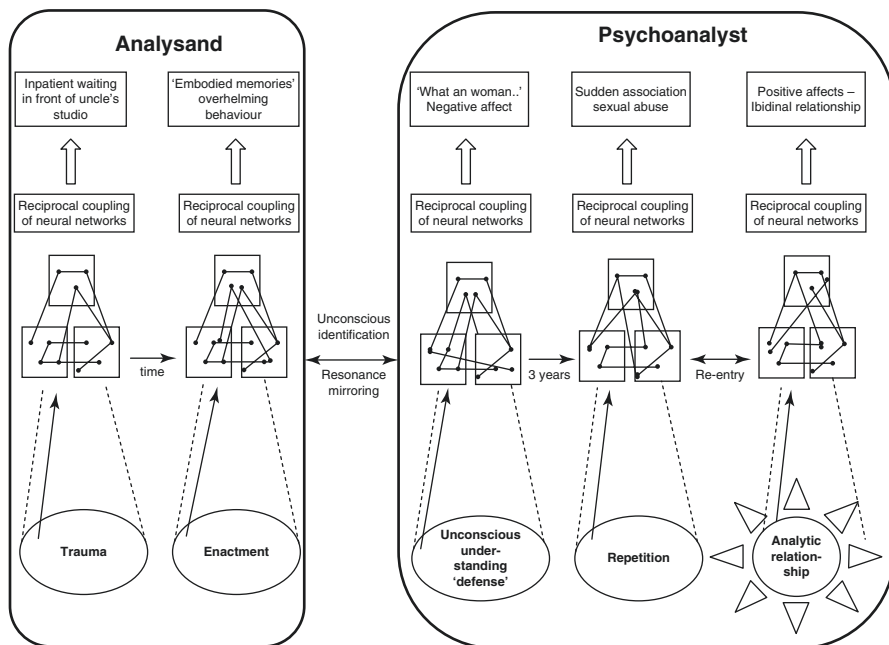 Analysand
Psychoanalyst
Inpatient waiting
in front of uncle's
studio
'Embodied memories'
overhelming
behaviour
'What an woman..'
Negative affect
Sudden association
sexual abuse
Positive affects –
Ibidinal relationship
Reciprocal coupling
of neural networks
Reciprocal coupling
of neural networks
Reciprocal coupling
of neural networks
Reciprocal coupling
of neural networks
Reciprocal coupling
of neural networks
time
Unconscious
identification
Resonance
mirroring
3 years
Re-entry
Trauma
Enactment
Unconscious
under-
standing
'defense'
Repetition
Analytic
relation-
ship